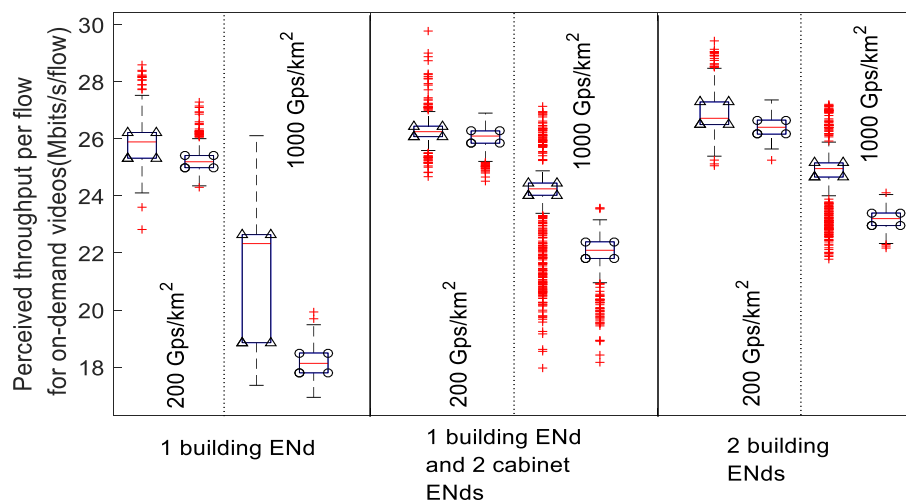 Perceived throughput per flow
for on-demand videos(Mbits/s/flow)
30
28
26
24
22
20
18
200 Gps/km²
1000 Gps/km²
200 Gps/km²
1000 Gps/km²
200 Gps/km²
1000 Gps/km²
1 building ENd
1 building ENd
and 2 cabinet
ENds
2 building
ENds